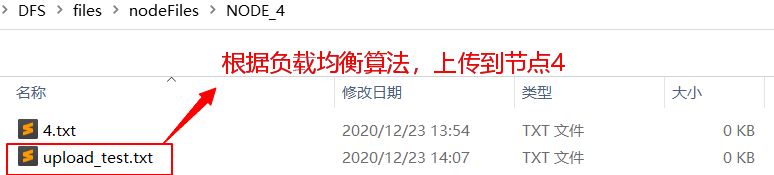 DFS > files > nodeFiles > NODE_4
根据负载均衡算法，上传到节点4
名称 修改日期 类型 大小
4.txt 2020/12/23 13:54 TXT 文件 0 KB
upload_test.txt 2020/12/23 14:07 TXT 文件 0 KB